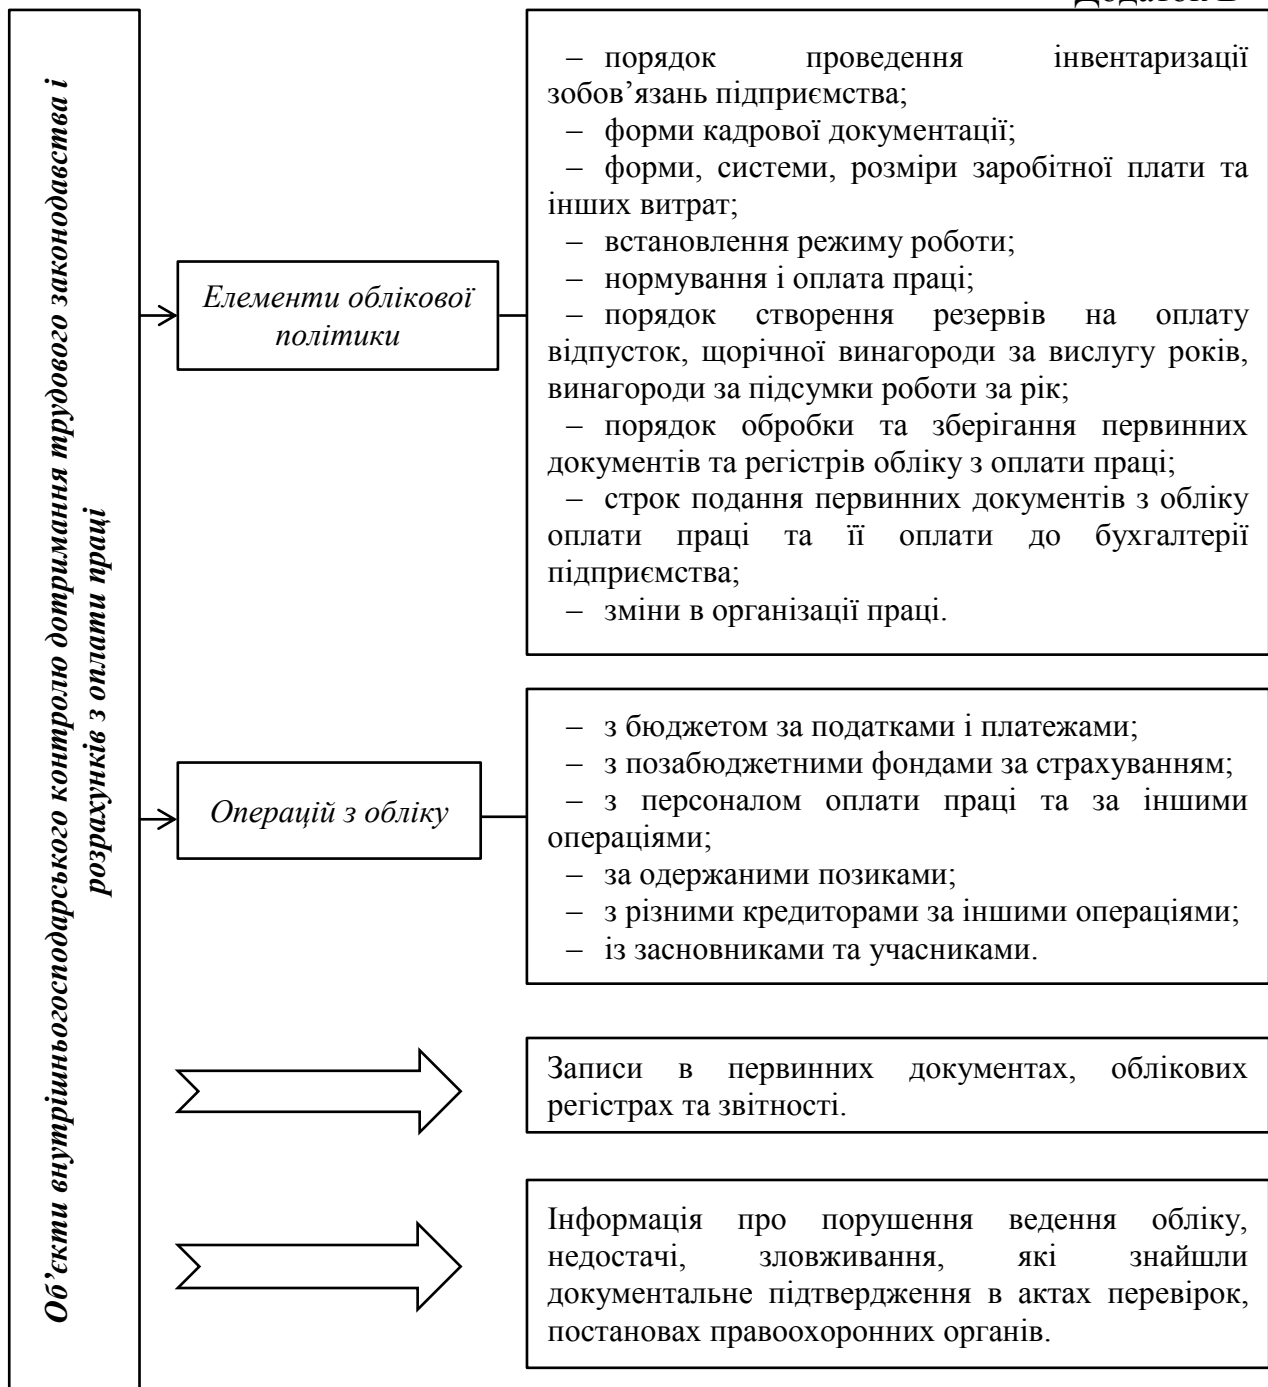 Об’єкти внутрішньогосподарського контролю дотримання трудового законодавства і
розрахунків з оплати праці
Елементи облікової
політики
– порядок проведення інвентаризації
зобов’язань підприємства;
– форми кадрової документації;
– форми, системи, розміри заробітної плати та
інших витрат;
– встановлення режиму роботи;
– нормування і оплата праці;
– порядок створення резервів на оплату
відпусток, щорічної винагороди за вислугу років,
винагороди за підсумки роботи за рік;
– порядок обробки та зберігання первинних
документів та регістрів обліку з оплати праці;
– строк подання первинних документів з обліку
оплати праці та її оплати до бухгалтерії
підприємства;
– зміни в організації праці.
Операцій з обліку
– з бюджетом за податками і платежами;
– з позабюджетними фондами за страхуванням;
– з персоналом оплати праці та за іншими
операціями;
– за одержаними позиками;
– з різними кредиторами за іншими операціями;
– із засновниками та учасниками.
Записи в первинних документах, облікових
регістрах та звітності.
Інформація про порушення ведення обліку,
недостачі, зловживання, які знайшли
документальне підтвердження в актах перевірок,
постановах правоохоронних органів.